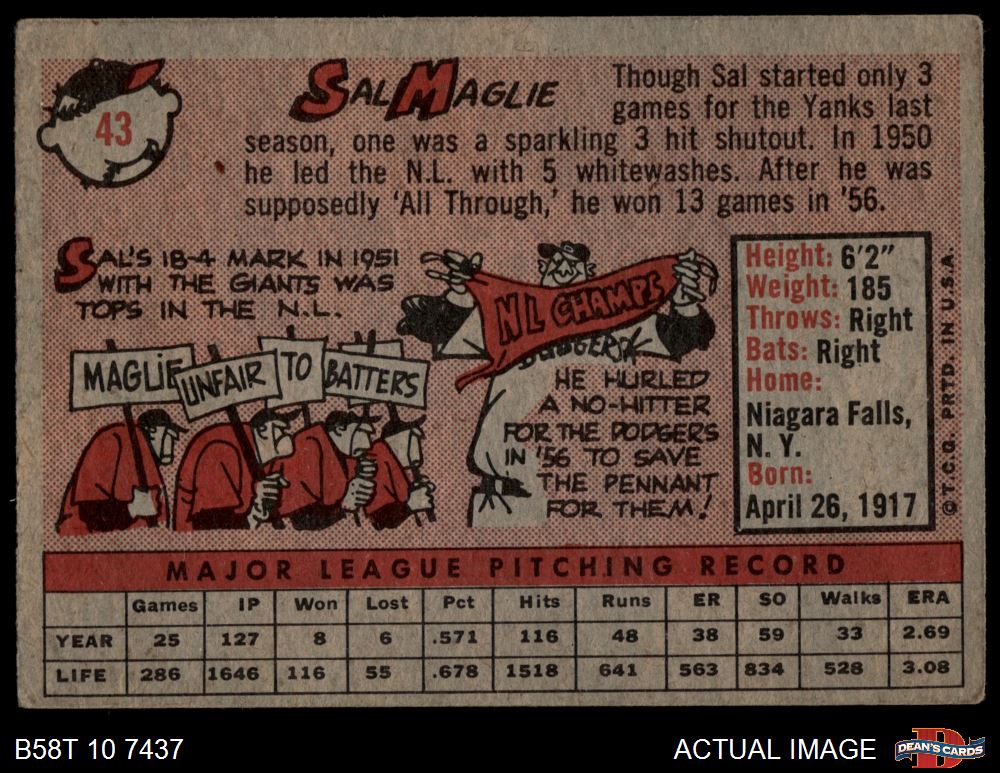 43
SAL MAGLIE
Though Sal started only 3
games for the Yanks last
season, one was a sparkling 3 hit shutout. In 1950
he led the N.L. with 5 whitewashes. After he was
supposedly 'All Through,' he won 13 games in '56.
SAL'S 18-4 MARK IN 1951
WITH THE GIANTS WAS
TOPS IN THE N.L.
MAGLIE UNFAIR TO BATTERS
NL CHAMPS
DODGERS
HE HURLED
A NO-HITTER
FOR THE DODGERS
IN '56 TO SAVE
THE PENNANT
FOR THEM!
Height: 6'2"
Weight: 185
Throws: Right
Bats: Right
Home:
Niagara Falls,
N. Y.
Born:
April 26, 1917
© T.C.G. PRTD. IN U.S.A.
MAJOR LEAGUE PITCHING RECORD
Games IP Won Lost Pct Hits Runs ER SO Walks ERA
YEAR 25 127 8 6 .571 116 48 38 59 33 2.69
LIFE 286 1646 116 55 .678 1518 641 563 834 528 3.08
B58T 10 7437
ACTUAL IMAGE
D
DEAN'S CARDS